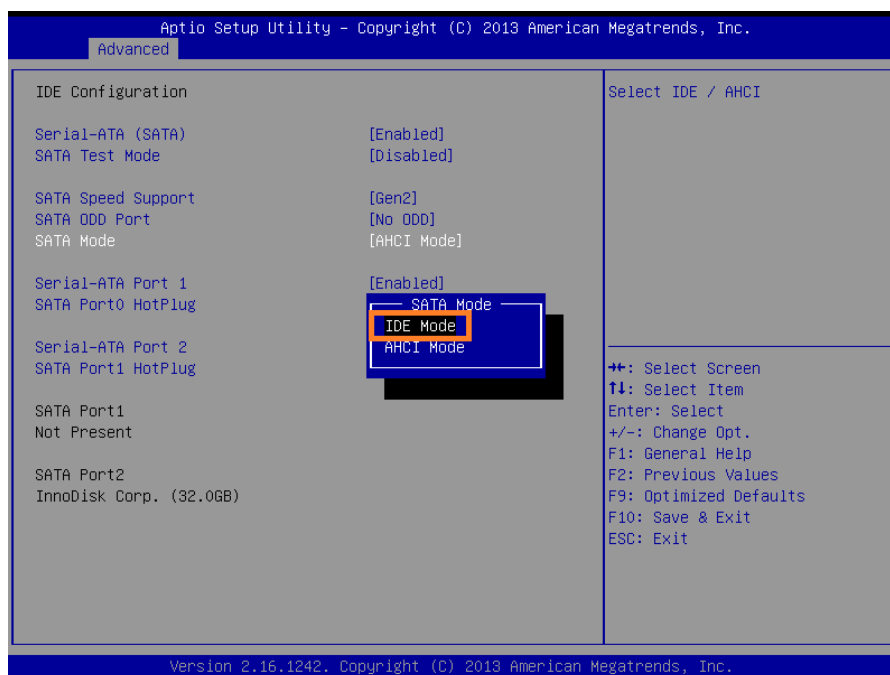 Aptio Setup Utility – Copyright (C) 2013 American Megatrends, Inc.
Advanced
IDE Configuration
Serial-ATA (SATA) [Enabled]
SATA Test Mode [Disabled]
SATA Speed Support [Gen2]
SATA ODD Port [No ODD]
SATA Mode [AHCI Mode]
Serial-ATA Port 1 [Enabled]
SATA Port0 HotPlug
Serial-ATA Port 2
SATA Port1 HotPlug
SATA Port1
Not Present
SATA Port2
InnoDisk Corp. (32.0GB)
SATA Mode
IDE Mode
AHCI Mode
Select IDE / AHCI
→←: Select Screen
↑↓: Select Item
Enter: Select
+/-: Change Opt.
F1: General Help
F2: Previous Values
F9: Optimized Defaults
F10: Save & Exit
ESC: Exit
Version 2.16.1242. Copyright (C) 2013 American Megatrends, Inc.